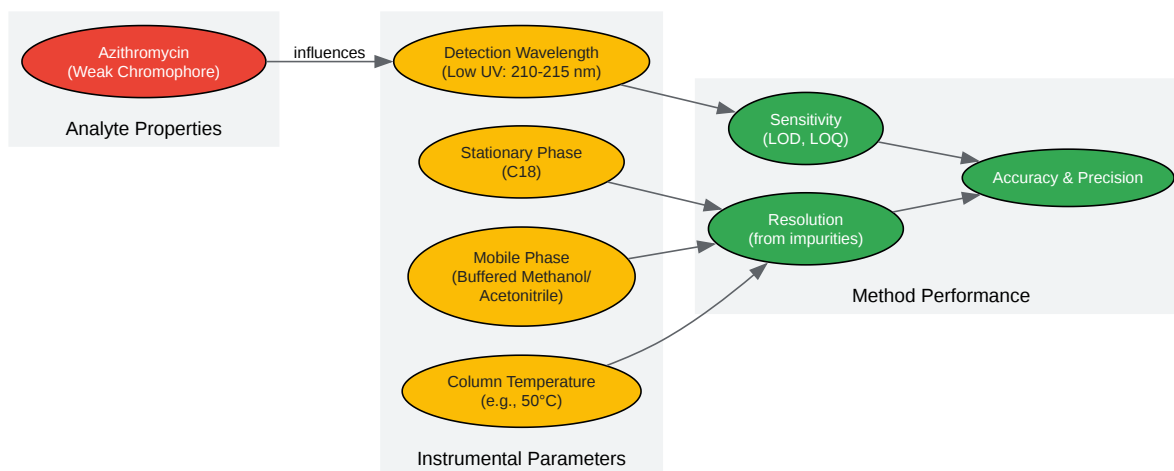 Azithromycin
(Weak Chromophore)
Analyte Properties
influences
Detection Wavelength
(Low UV: 210-215 nm)
Stationary Phase
(C18)
Mobile Phase
(Buffered Methanol/
Acetonitrile)
Column Temperature
(e.g., 50°C)
Instrumental Parameters
Sensitivity
(LOD, LOQ)
Resolution
(from impurities)
Accuracy & Precision
Method Performance